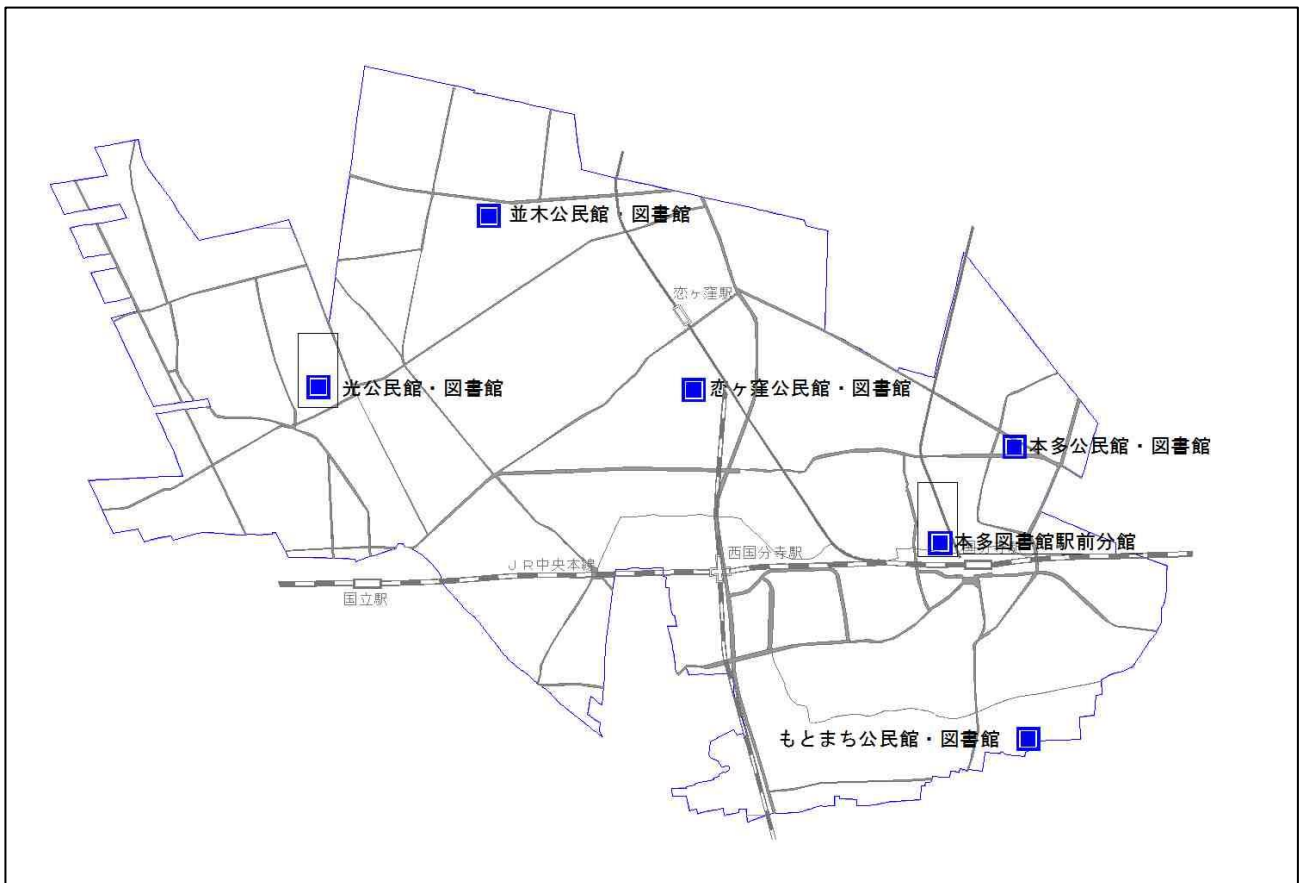 並木公民館・図書館
恋ヶ窪駅
光公民館・図書館
恋ヶ窪公民館・図書館
本多公民館・図書館
本多図書館駅前分館
西国分寺駅
JR中央本線
国立駅
もとまち公民館・図書館